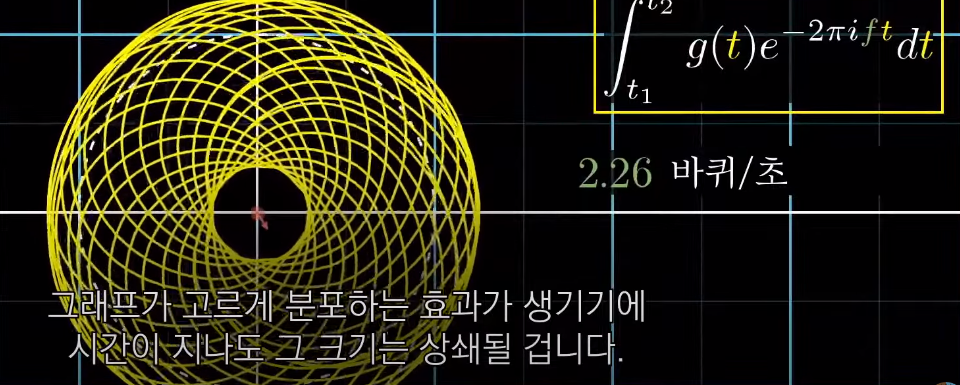 ∫_{t_1}^{t_2} g(t)e^{-2πift}dt
2.26 바퀴/초
그래프가 고르게 분포하는 효과가 생기기에
시간이 지나도 그 크기는 상쇄될 겁니다.